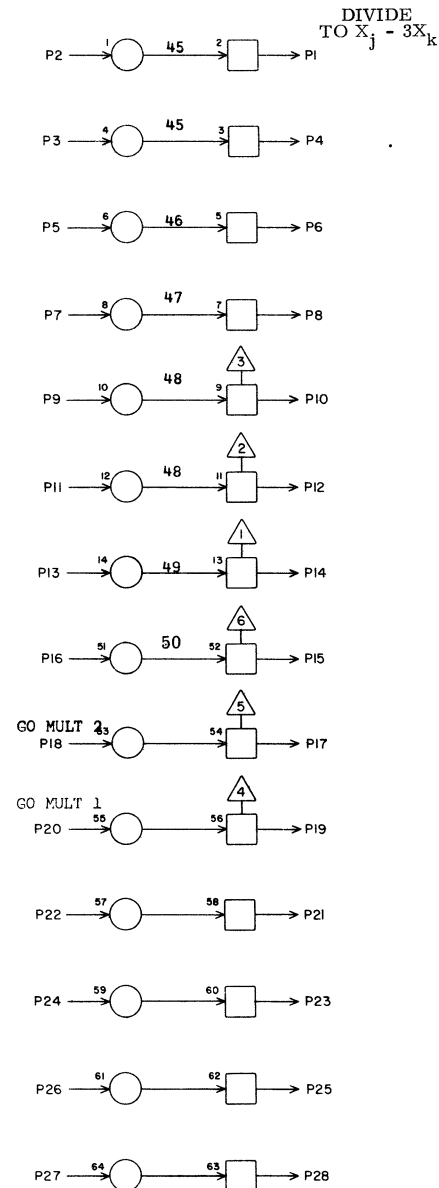 DIVIDE
TO Xj - 3Xk
P2 1 45 2 P1
P3 4 45 3 P4
P5 6 46 5 P6
P7 8 47 7 P8
3
P9 10 48 9 P10
2
P11 12 48 11 P12
1
P13 14 49 13 P14
6
P16 51 50 52 P15
5
GO MULT 2
P18 53 54 P17
4
GO MULT 1
P20 55 56 P19
P22 57 58 P21
P24 59 60 P23
P26 61 62 P25
P27 64 63 P28